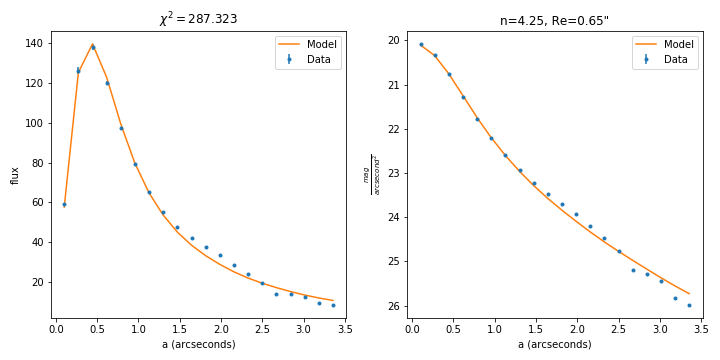 χ² = 287.323
flux
140
120
100
80
60
40
20
0.0 0.5 1.0 1.5 2.0 2.5 3.0 3.5
a (arcseconds)
Model
Data
n=4.25, Re=0.65"
mag
arcsecond²
20
21
22
23
24
25
26
0.0 0.5 1.0 1.5 2.0 2.5 3.0 3.5
a (arcseconds)
Model
Data